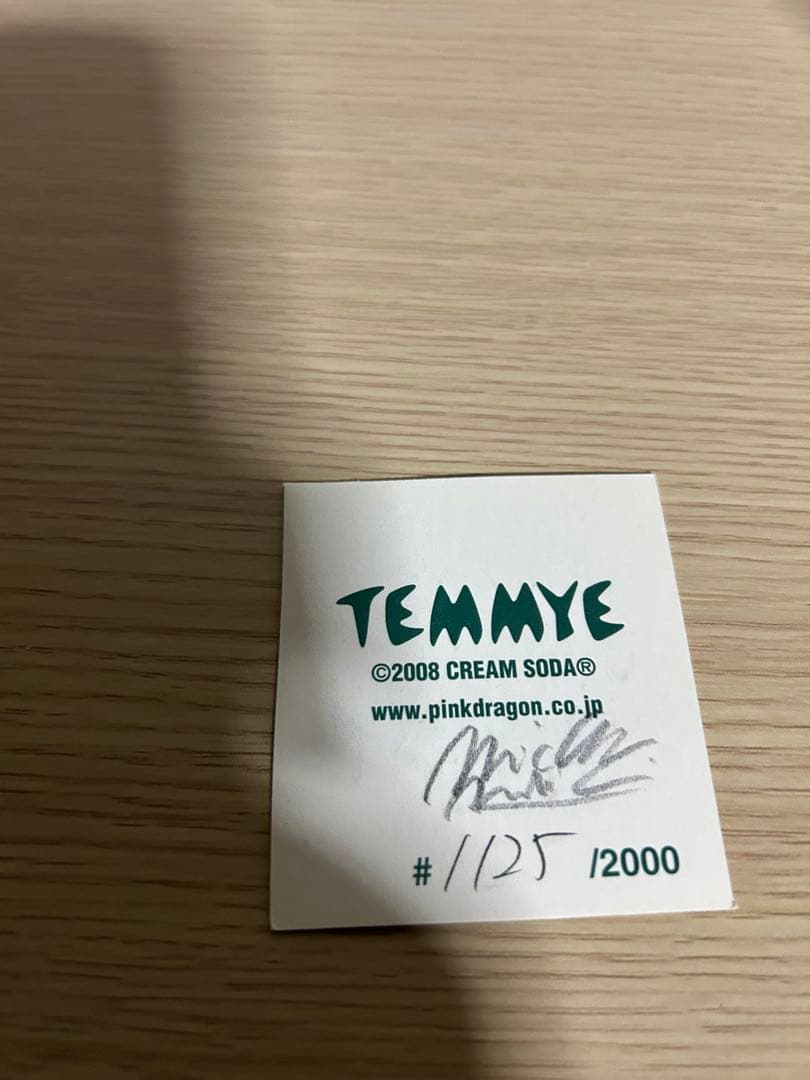 TEMMYE
©2008 CREAM SODA®
www.pinkdragon.co.jp
#1125 /2000